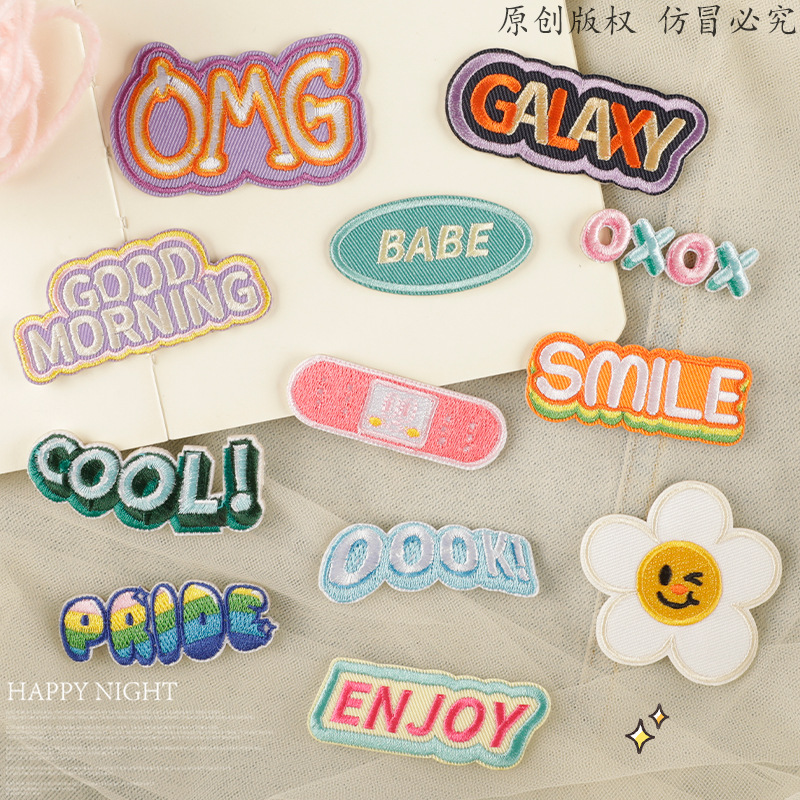 原创版权 仿冒必究
OMG
GALAXY
BABE
OXOX
GOOD
MORNING
SMILE
COOL!
OOOK!
PRIDE
HAPPY NIGHT
ENJOY